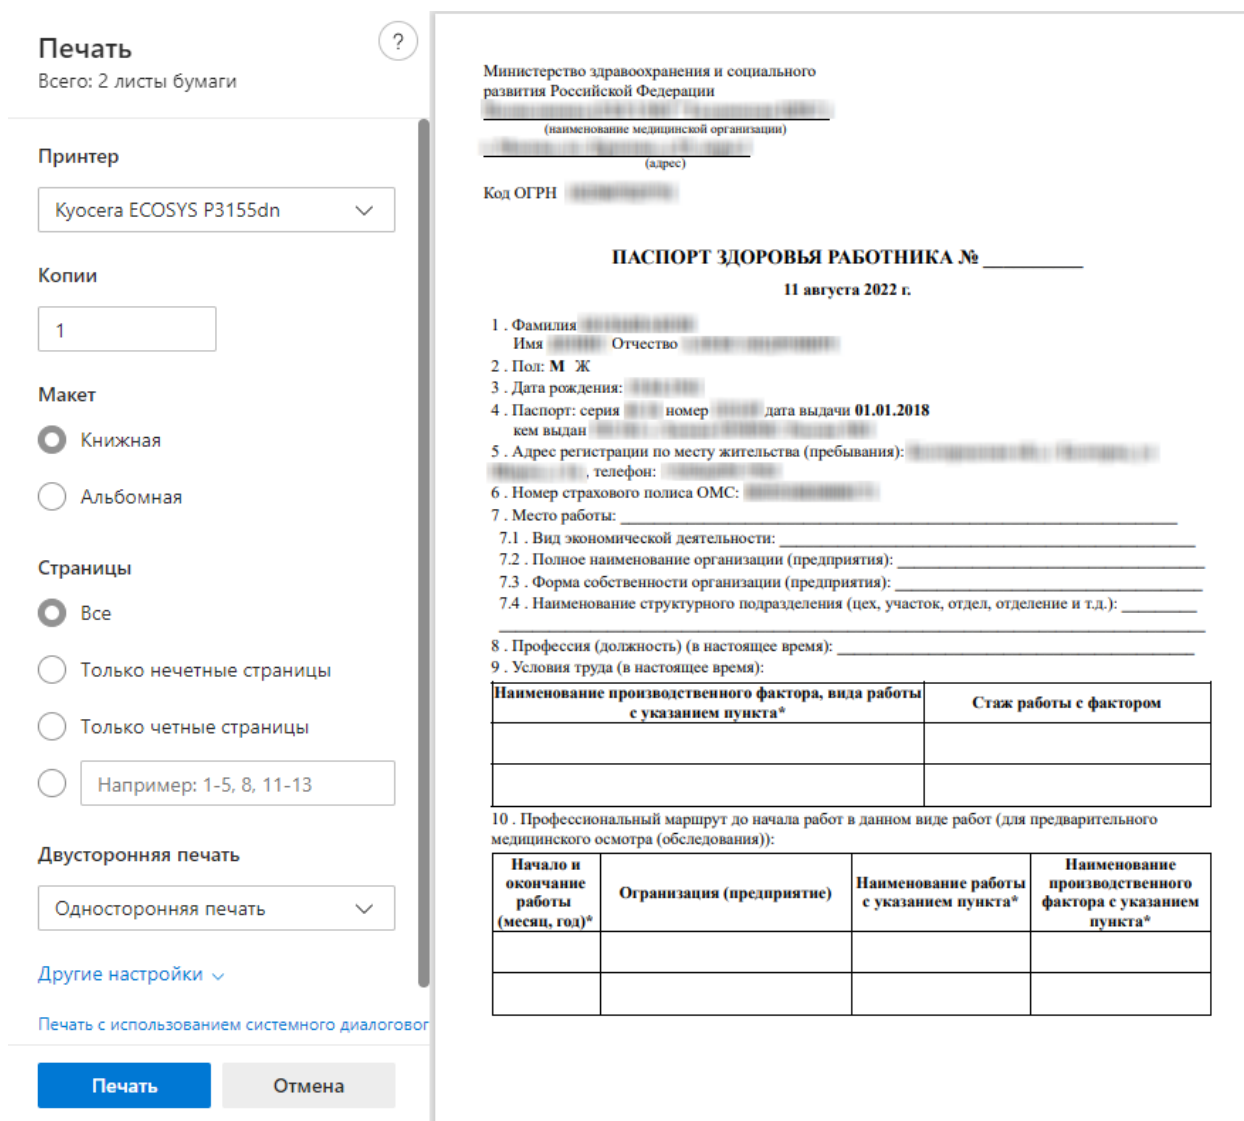 Печать
?
Всего: 2 листы бумаги
Принтер
Kyocera ECOSYS P3155dn
Копии
1
Макет
Книжная
Альбомная
Страницы
Все
Только нечетные страницы
Только четные страницы
Например: 1-5, 8, 11-13
Двусторонняя печать
Односторонняя печать
Другие настройки
Печать с использованием системного диалоговог
Печать
Отмена
Министерство здравоохранения и социального
развития Российской Федерации
(наименование медицинской организации)
(адрес)
Код ОГРН
ПАСПОРТ ЗДОРОВЬЯ РАБОТНИКА № __________
11 августа 2022 г.
1 . Фамилия
Имя Отчество
2 . Пол: М Ж
3 . Дата рождения:
4 . Паспорт: серия номер дата выдачи 01.01.2018
кем выдан
5 . Адрес регистрации по месту жительства (пребывания):
, телефон:
6 . Номер страхового полиса ОМС:
7 . Место работы:
7.1 . Вид экономической деятельности:
7.2 . Полное наименование организации (предприятия):
7.3 . Форма собственности организации (предприятия):
7.4 . Наименование структурного подразделения (цех, участок, отдел, отделение и т.д.):
8 . Профессия (должность) (в настоящее время):
9 . Условия труда (в настоящее время):
Наименование производственного фактора, вида работы
с указанием пункта*
Стаж работы с фактором
10 . Профессиональный маршрут до начала работ в данном виде работ (для предварительного
медицинского осмотра (обследования)):
Начало и
окончание
работы
(месяц, год)*
Огранизация (предприятие)
Наименование работы
с указанием пункта*
Наименование
производственного
фактора с указанием
пункта*